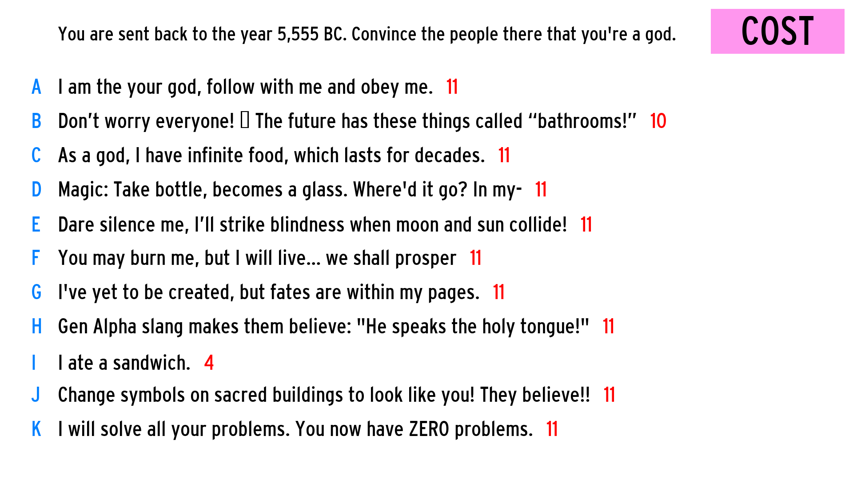 You are sent back to the year 5,555 BC. Convince the people there that you're a god.
COST
A I am the your god, follow with me and obey me. 11
B Don’t worry everyone! ▯ The future has these things called “bathrooms!” 10
C As a god, I have infinite food, which lasts for decades. 11
D Magic: Take bottle, becomes a glass. Where'd it go? In my- 11
E Dare silence me, I’ll strike blindness when moon and sun collide! 11
F You may burn me, but I will live... we shall prosper 11
G I've yet to be created, but fates are within my pages. 11
H Gen Alpha slang makes them believe: "He speaks the holy tongue!" 11
I I ate a sandwich. 4
J Change symbols on sacred buildings to look like you! They believe!! 11
K I will solve all your problems. You now have ZERO problems. 11